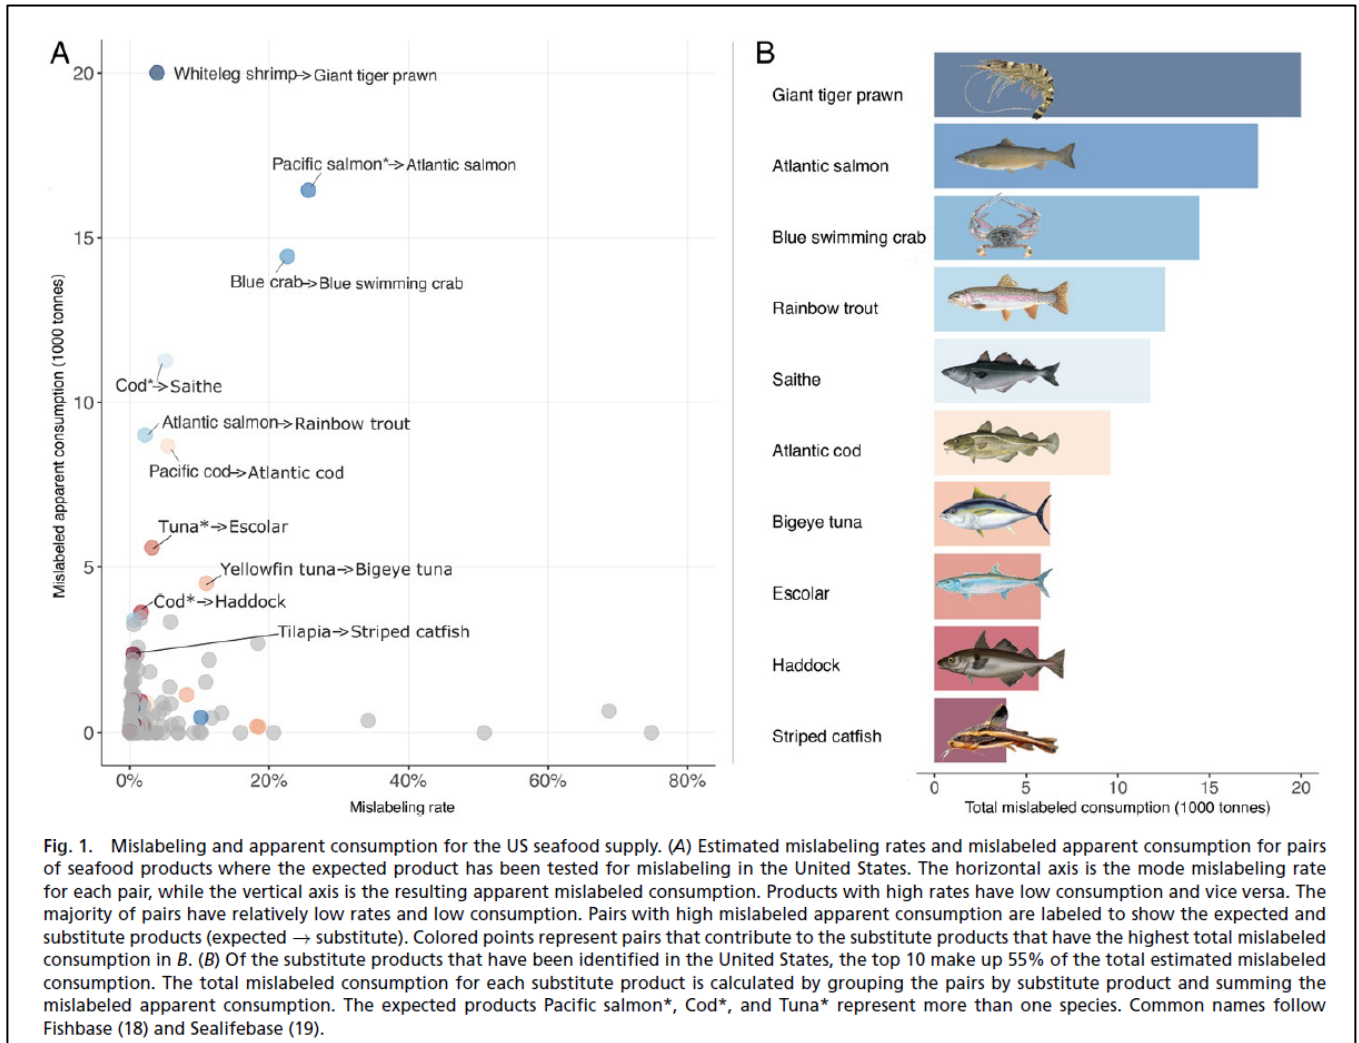 A
20
Whiteleg shrimp->Giant tiger prawn
Pacific salmon*->Atlantic salmon
15
Blue crab->Blue swimming crab
Cod*->Saithe
10
Atlantic salmon->Rainbow trout
Pacific cod->Atlantic cod
Tuna*->Escolar
5
Yellowfin tuna->Bigeye tuna
Cod*->Haddock
Tilapia->Striped catfish
0
0% 20% 40% 60% 80%
Mislabeling rate
Mislabeled apparent consumption (1000 tonnes)
B
Giant tiger prawn
Atlantic salmon
Blue swimming crab
Rainbow trout
Saithe
Atlantic cod
Bigeye tuna
Escolar
Haddock
Striped catfish
0 5 10 15 20
Total mislabeled consumption (1000 tonnes)
Fig. 1. Mislabeling and apparent consumption for the US seafood supply. (A) Estimated mislabeling rates and mislabeled apparent consumption for pairs
of seafood products where the expected product has been tested for mislabeling in the United States. The horizontal axis is the mode mislabeling rate
for each pair, while the vertical axis is the resulting apparent mislabeled consumption. Products with high rates have low consumption and vice versa. The
majority of pairs have relatively low rates and low consumption. Pairs with high mislabeled apparent consumption are labeled to show the expected and
substitute products (expected → substitute). Colored points represent pairs that contribute to the substitute products that have the highest total mislabeled
consumption in B. (B) Of the substitute products that have been identified in the United States, the top 10 make up 55% of the total estimated mislabeled
consumption. The total mislabeled consumption for each substitute product is calculated by grouping the pairs by substitute product and summing the
mislabeled apparent consumption. The expected products Pacific salmon*, Cod*, and Tuna* represent more than one species. Common names follow
Fishbase (18) and Sealifebase (19).